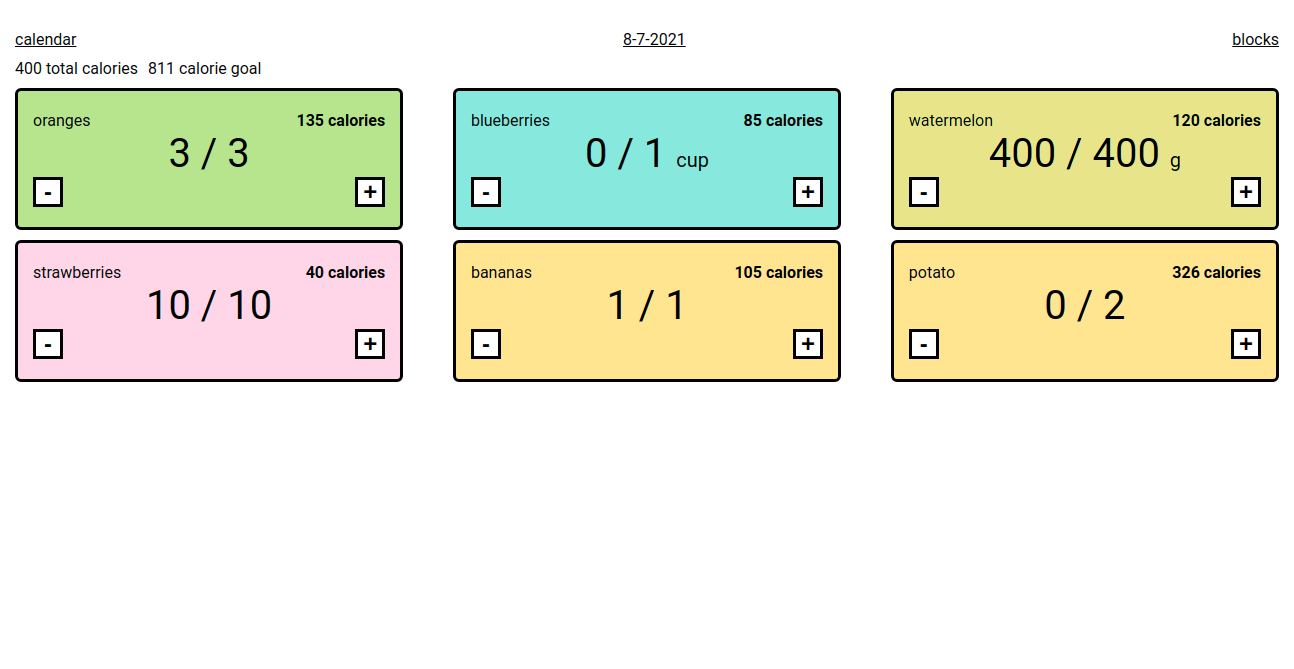 calendar 8-7-2021 blocks
400 total calories 811 calorie goal
oranges 135 calories
3 / 3
- +
blueberries 85 calories
0 / 1 cup
- +
watermelon 120 calories
400 / 400 g
- +
strawberries 40 calories
10 / 10
- +
bananas 105 calories
1 / 1
- +
potato 326 calories
0 / 2
- +